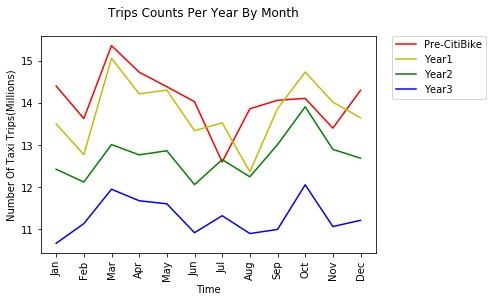 Trips Counts Per Year By Month
Pre-CitiBike
Year1
Year2
Year3
Number Of Taxi Trips(Millions)
15
14
13
12
11
Jan
Feb
Mar
Apr
May
Jun
Jul
Aug
Sep
Oct
Nov
Dec
Time